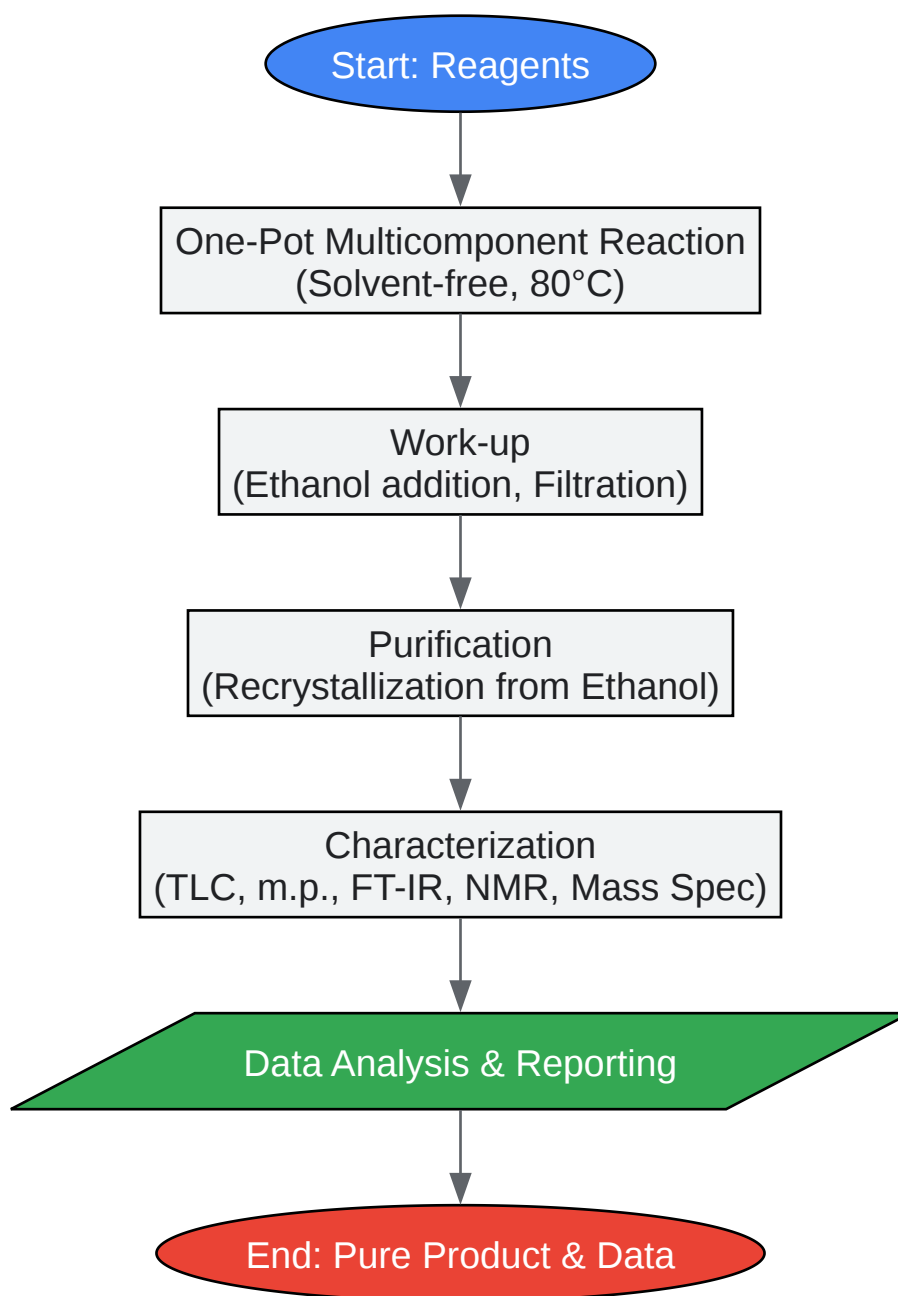 Start: Reagents
One-Pot Multicomponent Reaction
(Solvent-free, 80°C)
Work-up
(Ethanol addition, Filtration)
Purification
(Recrystallization from Ethanol)
Characterization
(TLC, m.p., FT-IR, NMR, Mass Spec)
Data Analysis & Reporting
End: Pure Product & Data